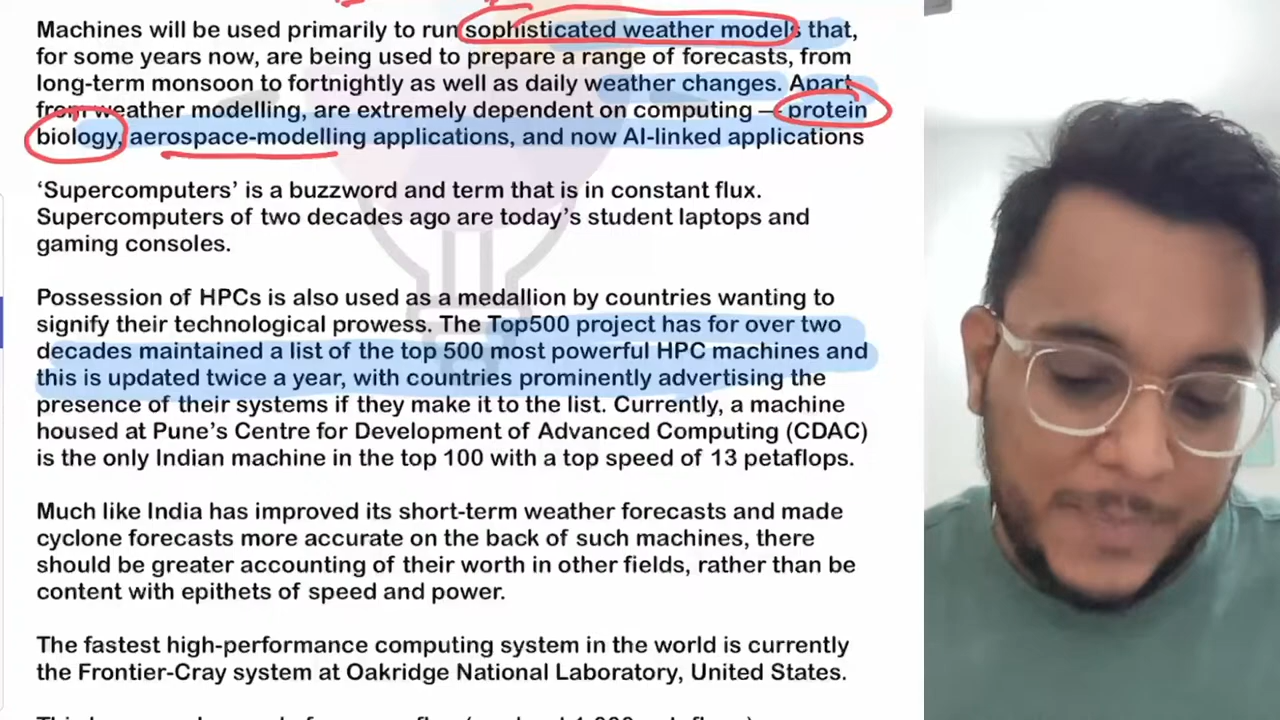 Machines will be used primarily to run sophisticated weather models that,
for some years now, are being used to prepare a range of forecasts, from
long-term monsoon to fortnightly as well as daily weather changes. Apart
from weather modelling, are extremely dependent on computing — protein
biology, aerospace-modelling applications, and now AI-linked applications
‘Supercomputers’ is a buzzword and term that is in constant flux.
Supercomputers of two decades ago are today’s student laptops and
gaming consoles.
Possession of HPCs is also used as a medallion by countries wanting to
signify their technological prowess. The Top500 project has for over two
decades maintained a list of the top 500 most powerful HPC machines and
this is updated twice a year, with countries prominently advertising the
presence of their systems if they make it to the list. Currently, a machine
housed at Pune’s Centre for Development of Advanced Computing (CDAC)
is the only Indian machine in the top 100 with a top speed of 13 petaflops.
Much like India has improved its short-term weather forecasts and made
cyclone forecasts more accurate on the back of such machines, there
should be greater accounting of their worth in other fields, rather than be
content with epithets of speed and power.
The fastest high-performance computing system in the world is currently
the Frontier-Cray system at Oakridge National Laboratory, United States.